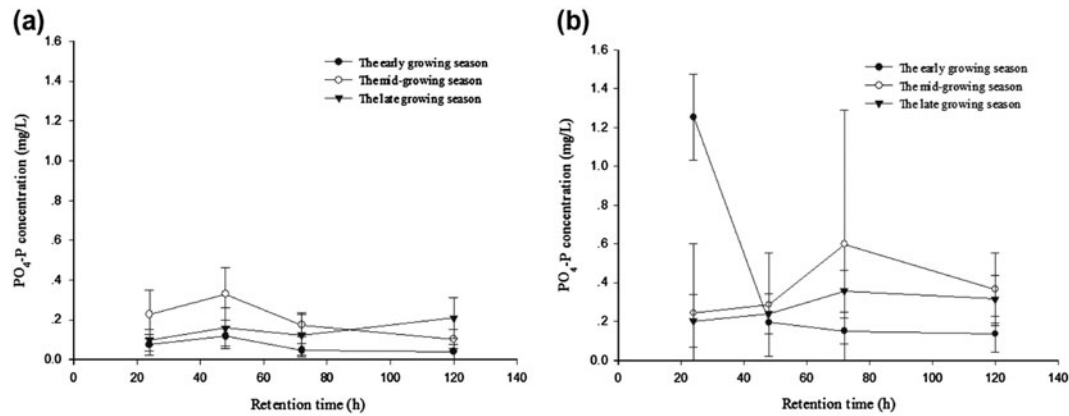 (a)
1.6
1.4
1.2
1.0
.8
.6
.4
.2
0.0
PO4-P concentration (mg/L)
The early growing season
The mid-growing season
The late growing season
0 20 40 60 80 100 120 140
Retention time (h)
(b)
1.6
1.4
1.2
1.0
.8
.6
.4
.2
0.0
PO4-P concentration (mg/L)
The early growing season
The mid-growing season
The late growing season
0 20 40 60 80 100 120 140
Retention time (h)